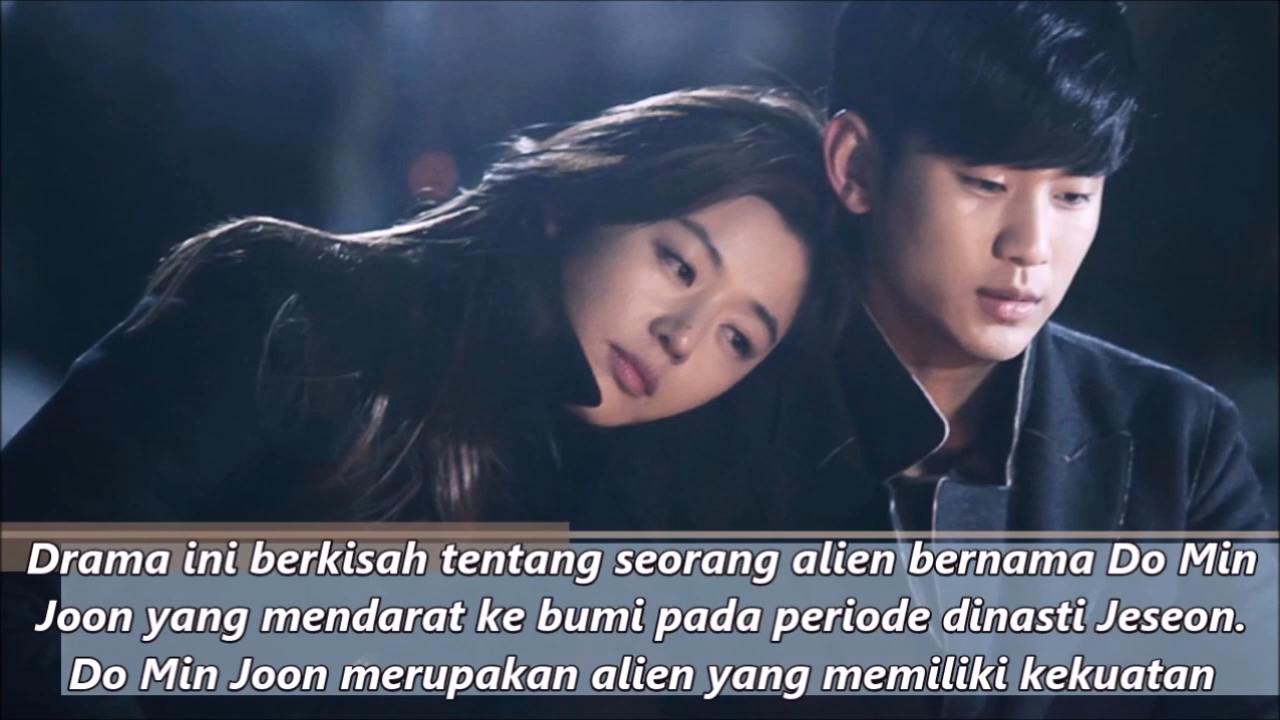 Drama ini berkisah tentang seorang alien bernama Do Min
Joon yang mendarat ke bumi pada periode dinasti Jeseon.
Do Min Joon merupakan alien yang memiliki kekuatan